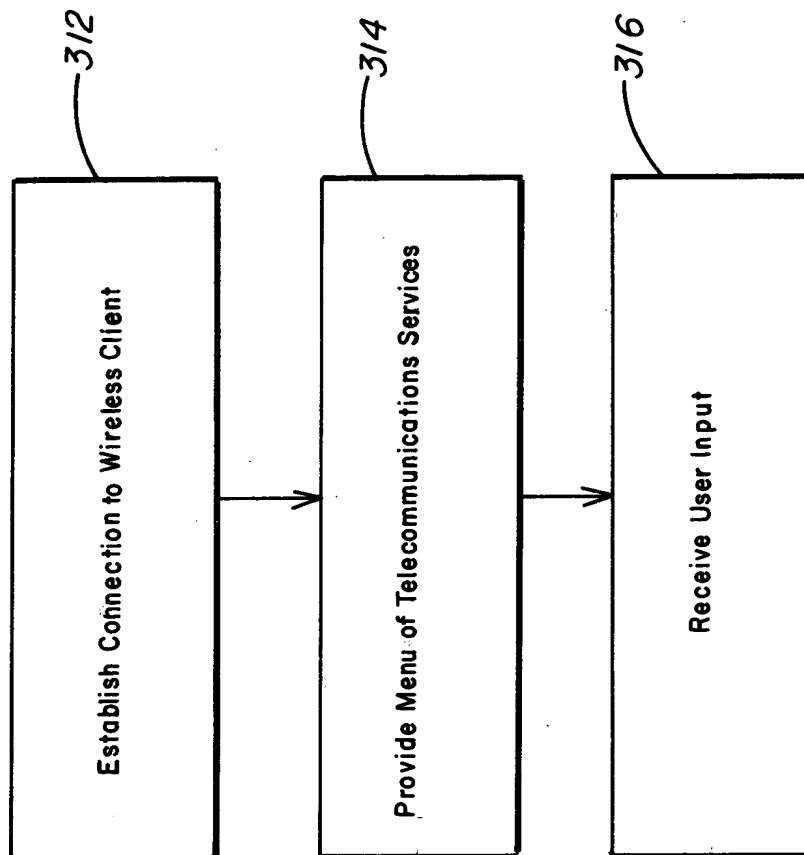 312
Establish Connection to Wireless Client
314
Provide Menu of Telecommunications Services
316
Receive User Input